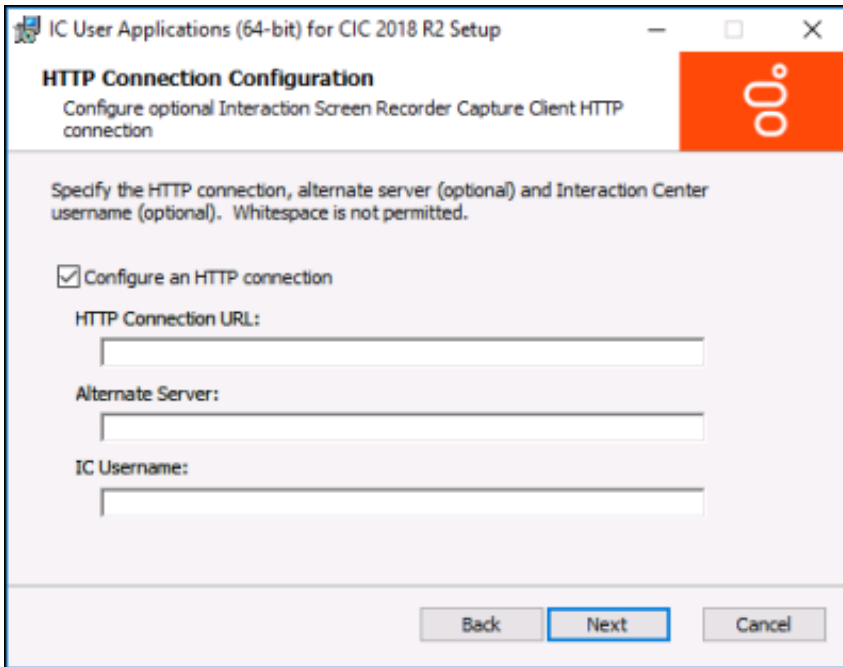 IC User Applications (64-bit) for CIC 2018 R2 Setup
HTTP Connection Configuration
Configure optional Interaction Screen Recorder Capture Client HTTP
connection
Specify the HTTP connection, alternate server (optional) and Interaction Center
username (optional). Whitespace is not permitted.
Configure an HTTP connection
HTTP Connection URL:
Alternate Server:
IC Username:
Back Next Cancel